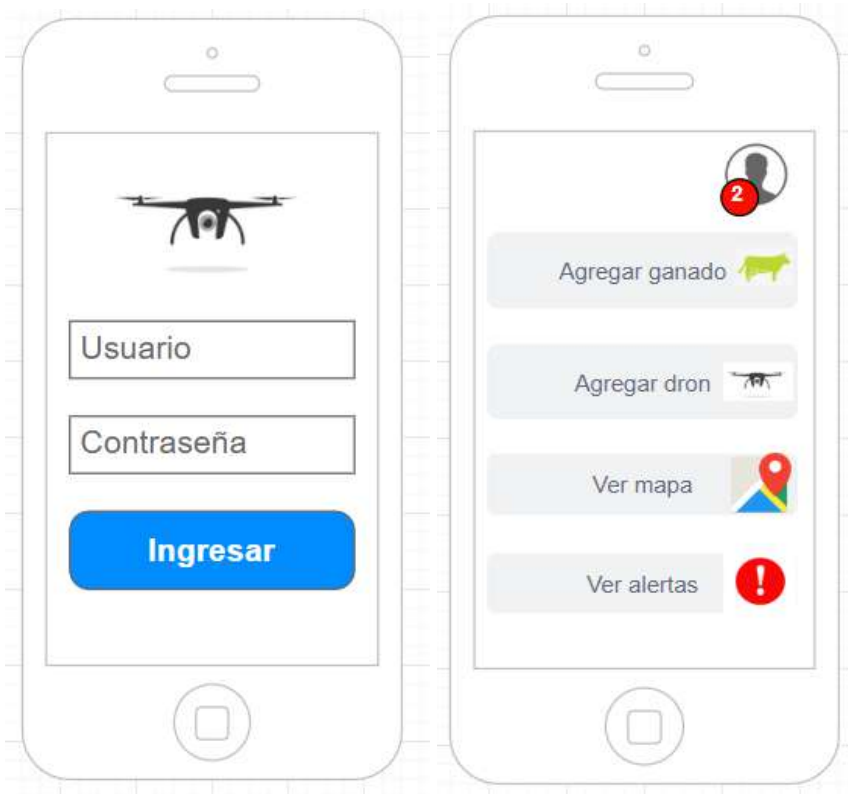 Usuario
Contraseña
Ingresar
2
Agregar ganado
Agregar dron
Ver mapa
Ver alertas
!